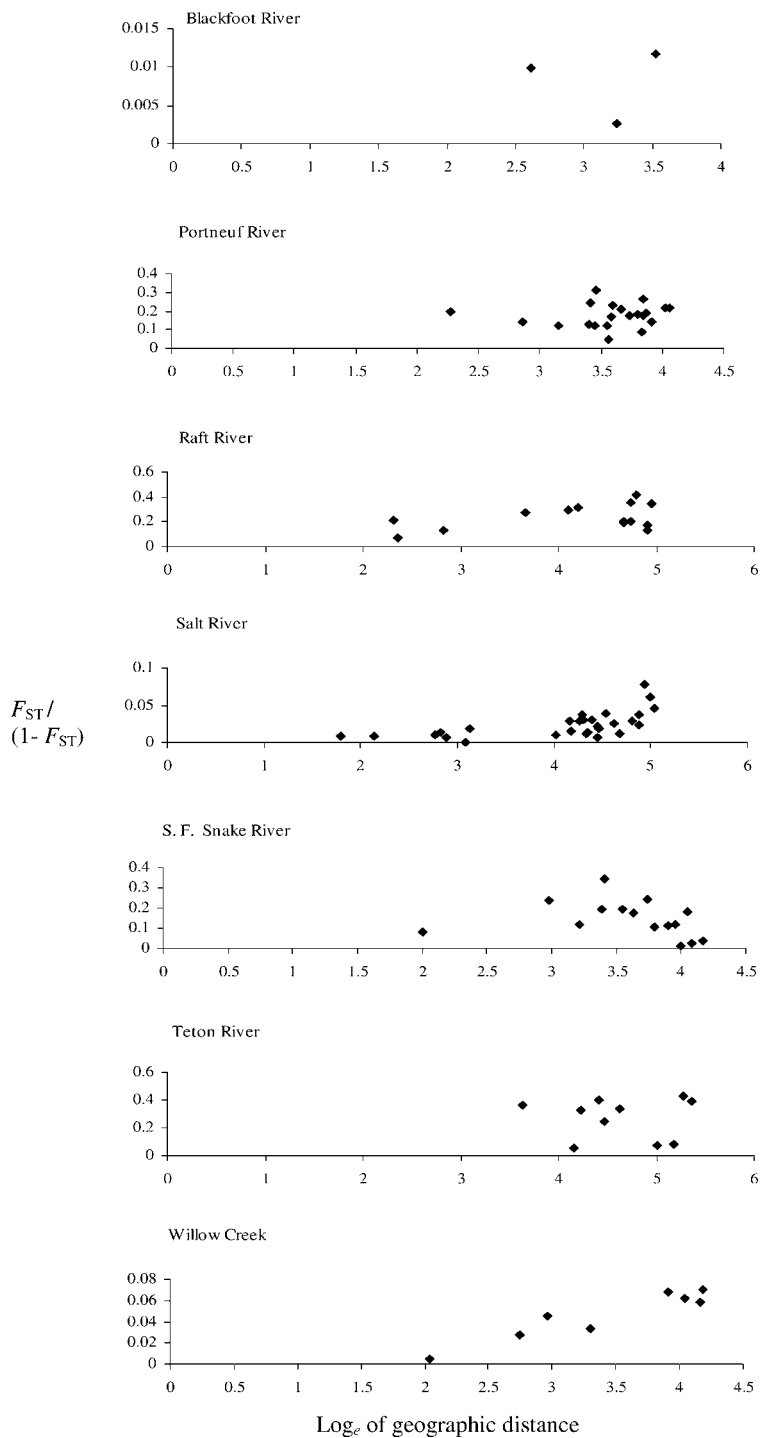 Blackfoot River
0.015
0.01
0.005
0
0 0.5 1 1.5 2 2.5 3 3.5 4
Portneuf River
0.4
0.3
0.2
0.1
0
0 0.5 1 1.5 2 2.5 3 3.5 4 4.5
Raft River
0.6
0.4
0.2
0
0 1 2 3 4 5 6
Salt River
0.1
0.05
0
0 1 2 3 4 5 6
F_ST /
(1- F_ST)
S. F. Snake River
0.4
0.3
0.2
0.1
0
0 0.5 1 1.5 2 2.5 3 3.5 4 4.5
Teton River
0.6
0.4
0.2
0
0 1 2 3 4 5 6
Willow Creek
0.08
0.06
0.04
0.02
0
0 0.5 1 1.5 2 2.5 3 3.5 4 4.5
Log_e of geographic distance